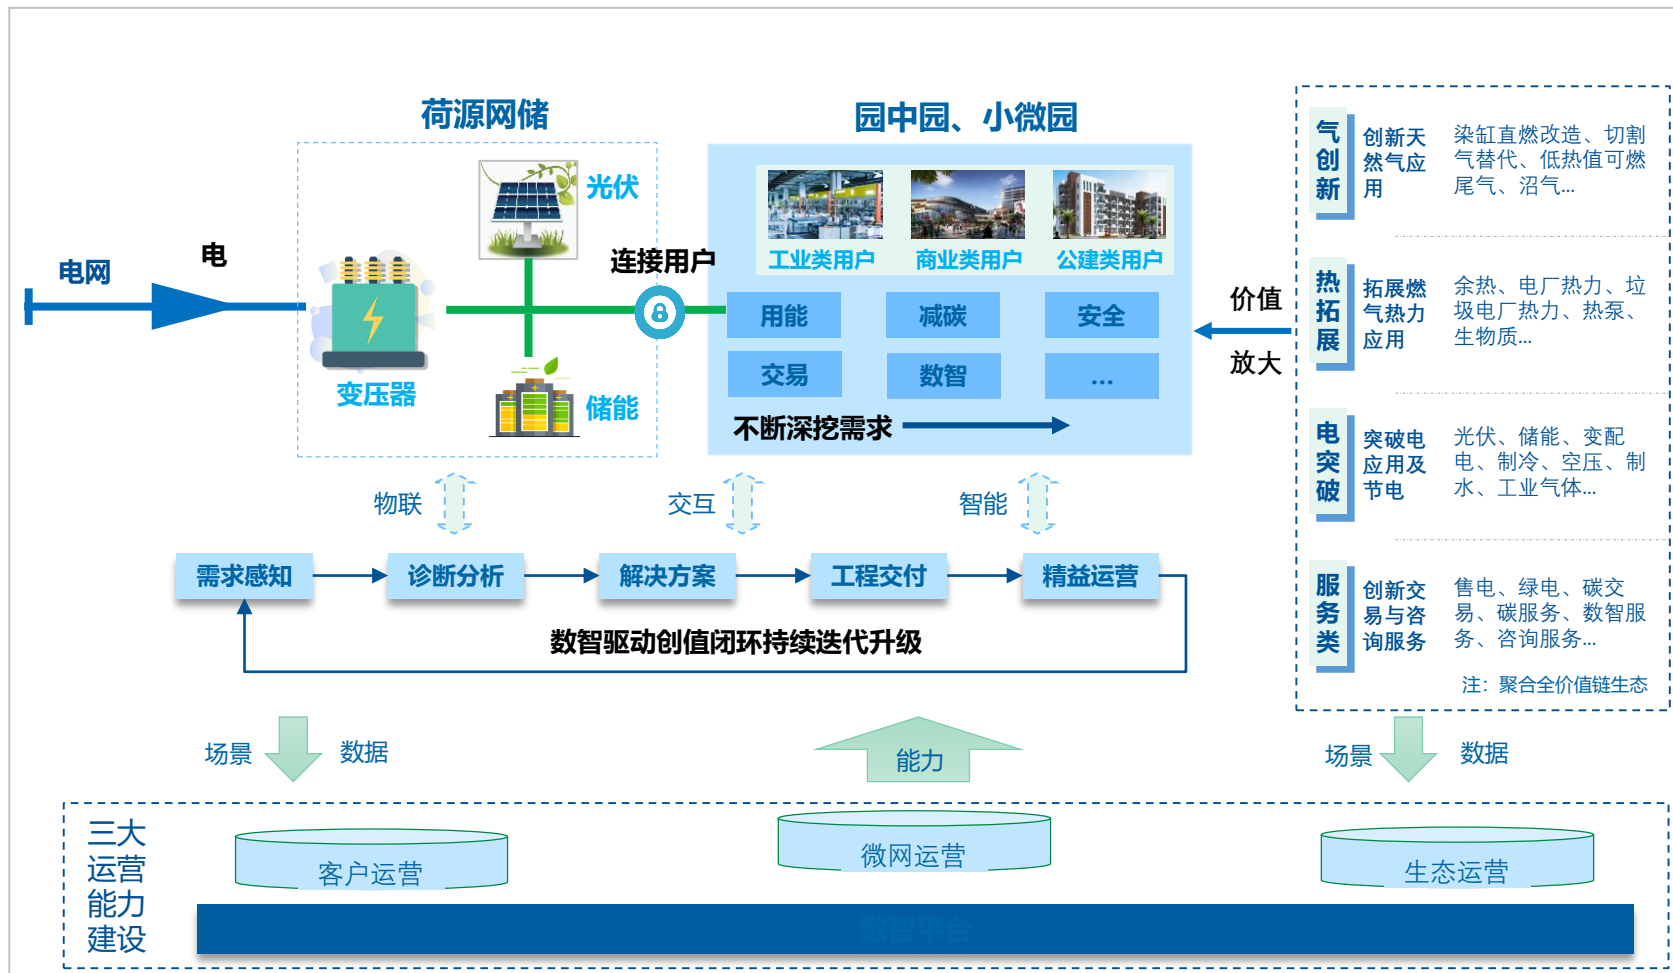 荷源网储
园中园、小微园
电网
电
光伏
变压器
储能
连接用户
工业类用户
商业类用户
公建类用户
用能
减碳
安全
交易
数智
...
不断深挖需求
价值
放大
气创新
创新天
然气应
用
染缸直燃改造、切割
气替代、低热值可燃
尾气、沼气...
热拓展
拓展燃
气热力
应用
余热、电厂热力、垃
圾电厂热力、热泵、
生物质...
电突破
突破电
应用及
节电
光伏、储能、变配
电、制冷、空压、制
水、工业气体...
服务类
创新交
易与咨
询服务
售电、绿电、碳交
易、碳服务、数智服
务、咨询服务...
注：聚合全价值链生态
物联
交互
智能
需求感知
诊断分析
解决方案
工程交付
精益运营
数智驱动创值闭环持续迭代升级
场景
数据
能力
场景
数据
三大
运营
能力
建设
客户运营
微网运营
生态运营
数智平台